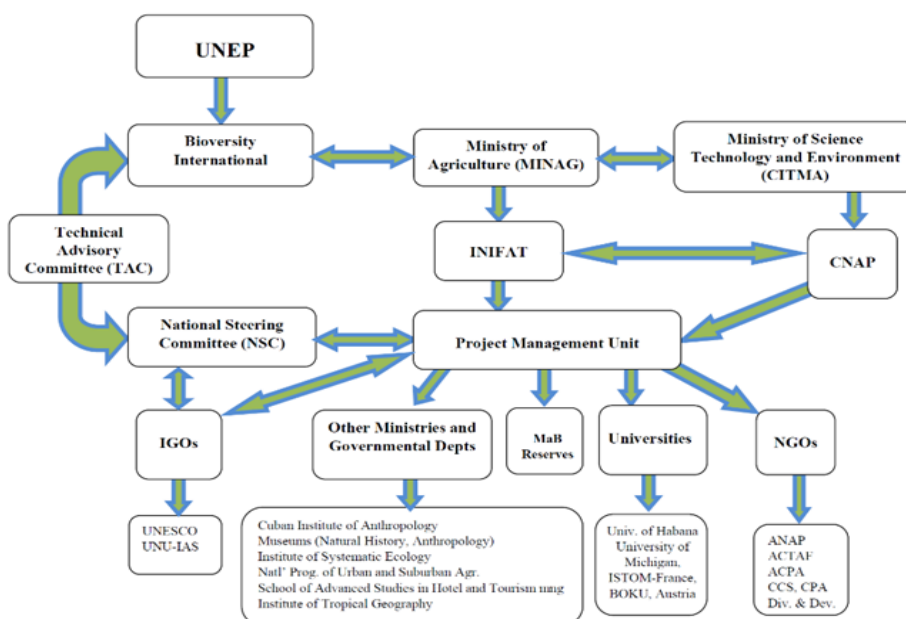 UNEP
Bioversity
International
Ministry of
Agriculture (MINAG)
Ministry of Science
Technology and Environment
(CITMA)
Technical
Advisory
Committee (TAC)
INIFAT
CNAP
National Steering
Committee (NSC)
Project Management Unit
IGOs
Other Ministries and
Governmental Depts
MaB
Reserves
Universities
NGOs
UNESCO
UNU-IAS
Cuban Institute of Anthropology
Museums (Natural History, Anthropology)
Institute of Systematic Ecology
Natl' Prog. of Urban and Suburban Agr.
School of Advanced Studies in Hotel and Tourism
Institute of Tropical Geography
Univ. of Habana
University of
Michigan,
ISTOM-France,
BOKU, Austria
ANAP
ACTAF
ACPA
CCS, CPA
Div. & Dev.